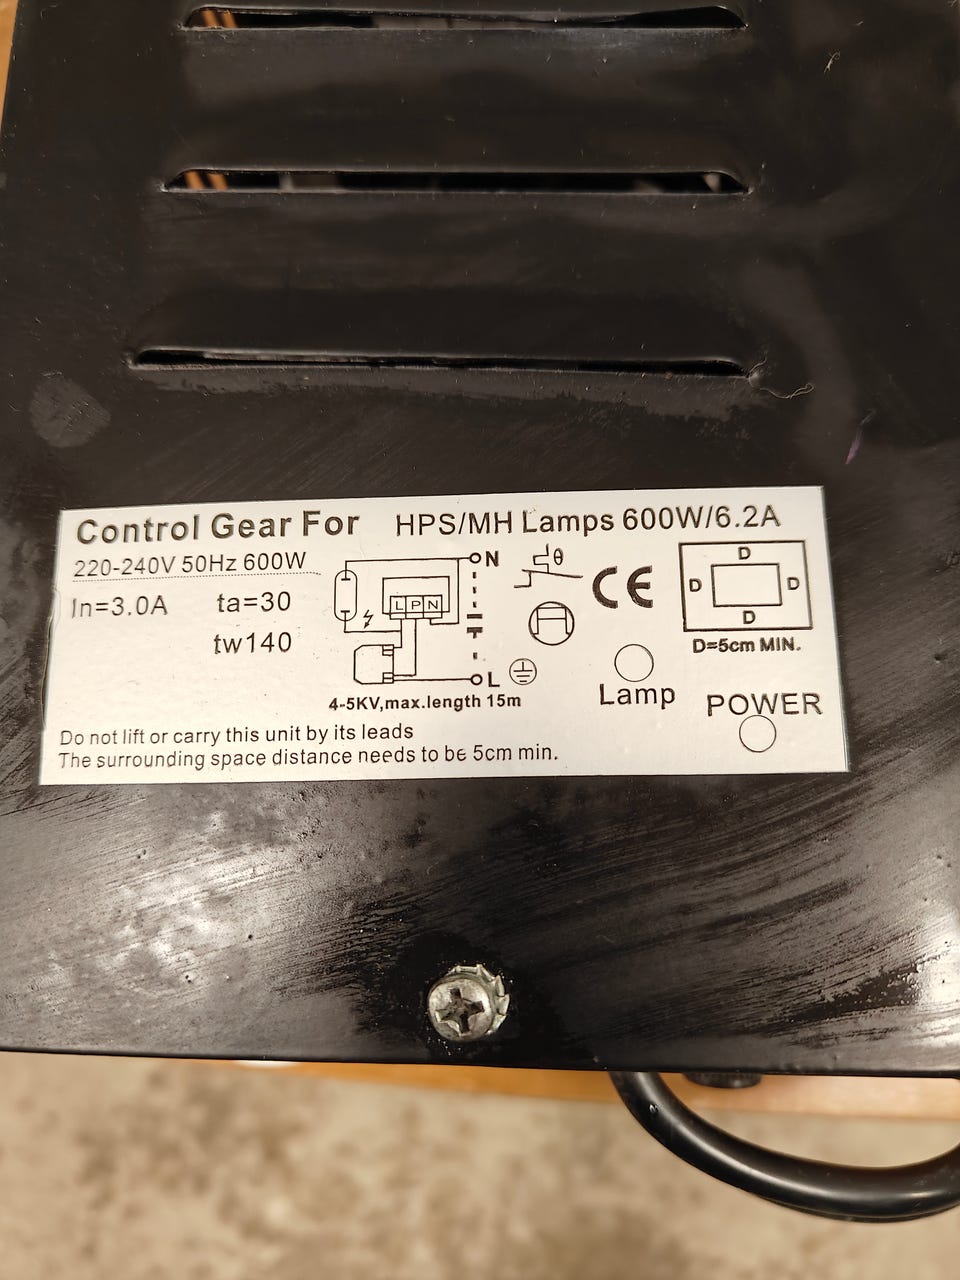 Control Gear For HPS/MH Lamps 600W/6.2A
220-240V 50Hz 600W
In=3.0A ta=30
tw140
N
θ
L P N
L
4-5KV,max.length 15m
CE
D
D D
D
D=5cm MIN.
Lamp
POWER
Do not lift or carry this unit by its leads
The surrounding space distance needs to be 5cm min.